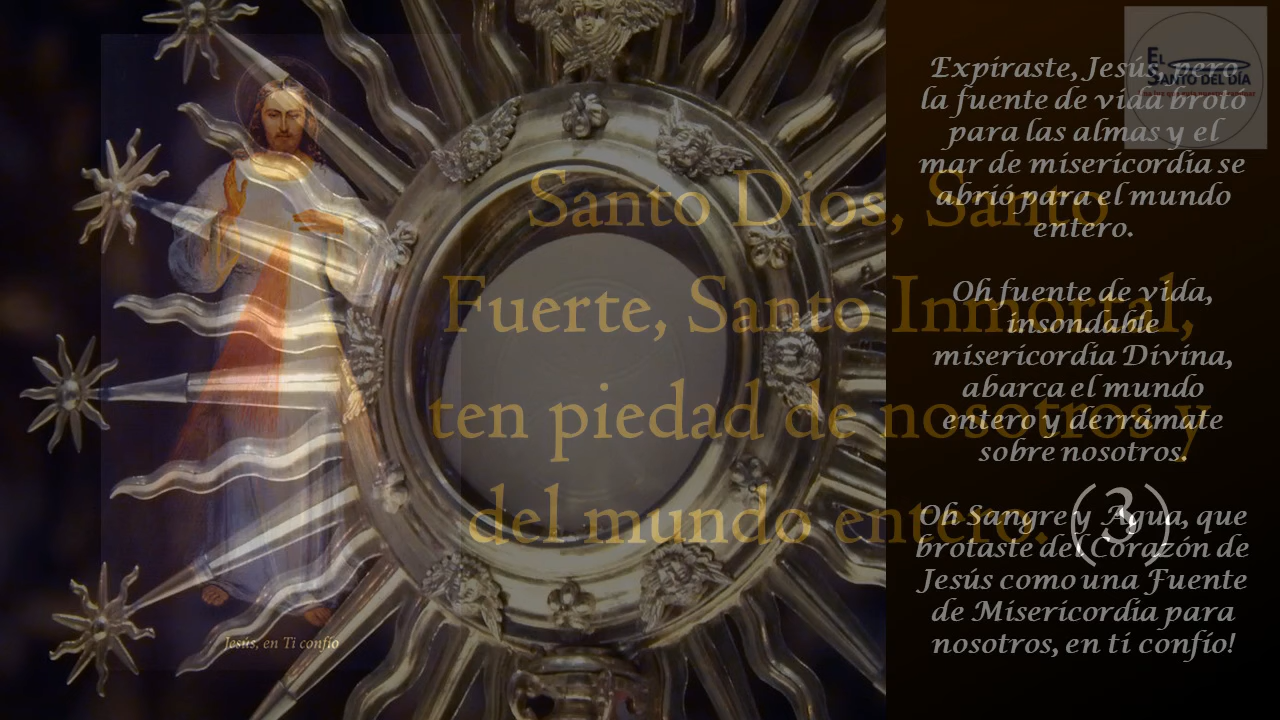 Expiraste, Jesús, pero
la fuente de vida brotó
para las almas y el
mar de misericordia se
abrió para el mundo
entero.
Oh fuente de vida,
insondable
misericordia Divina,
abarca el mundo
entero y derrámate
sobre nosotros.
Oh Sangre y Agua, que
brotaste del Corazón de
Jesús como una Fuente
de Misericordia para
nosotros, en ti confío!
Santo Dios, Santo
Fuerte, Santo Inmortal,
ten piedad de nosotros y
del mundo entero.
(3)
Jesús, en Ti confío
EL
SANTO DEL DÍA